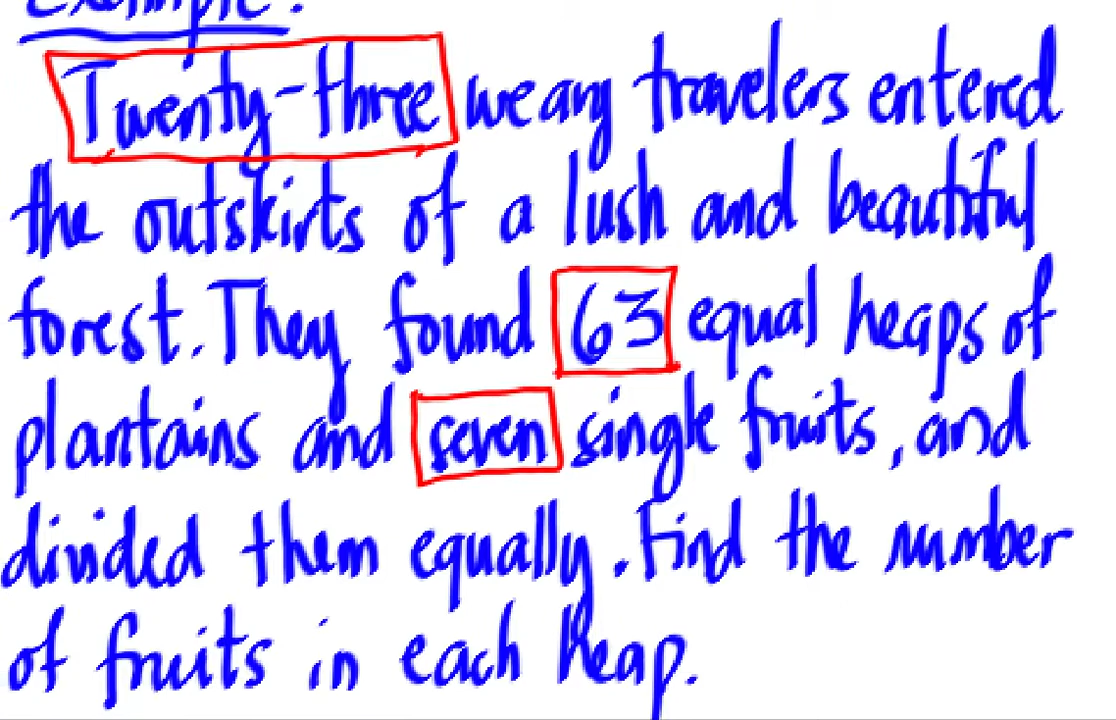 Example:
Twenty-three weary travelers entered
the outskirts of a lush and beautiful
forest. They found 63 equal heaps of
plantains and seven single fruits, and
divided them equally. Find the number
of fruits in each heap.